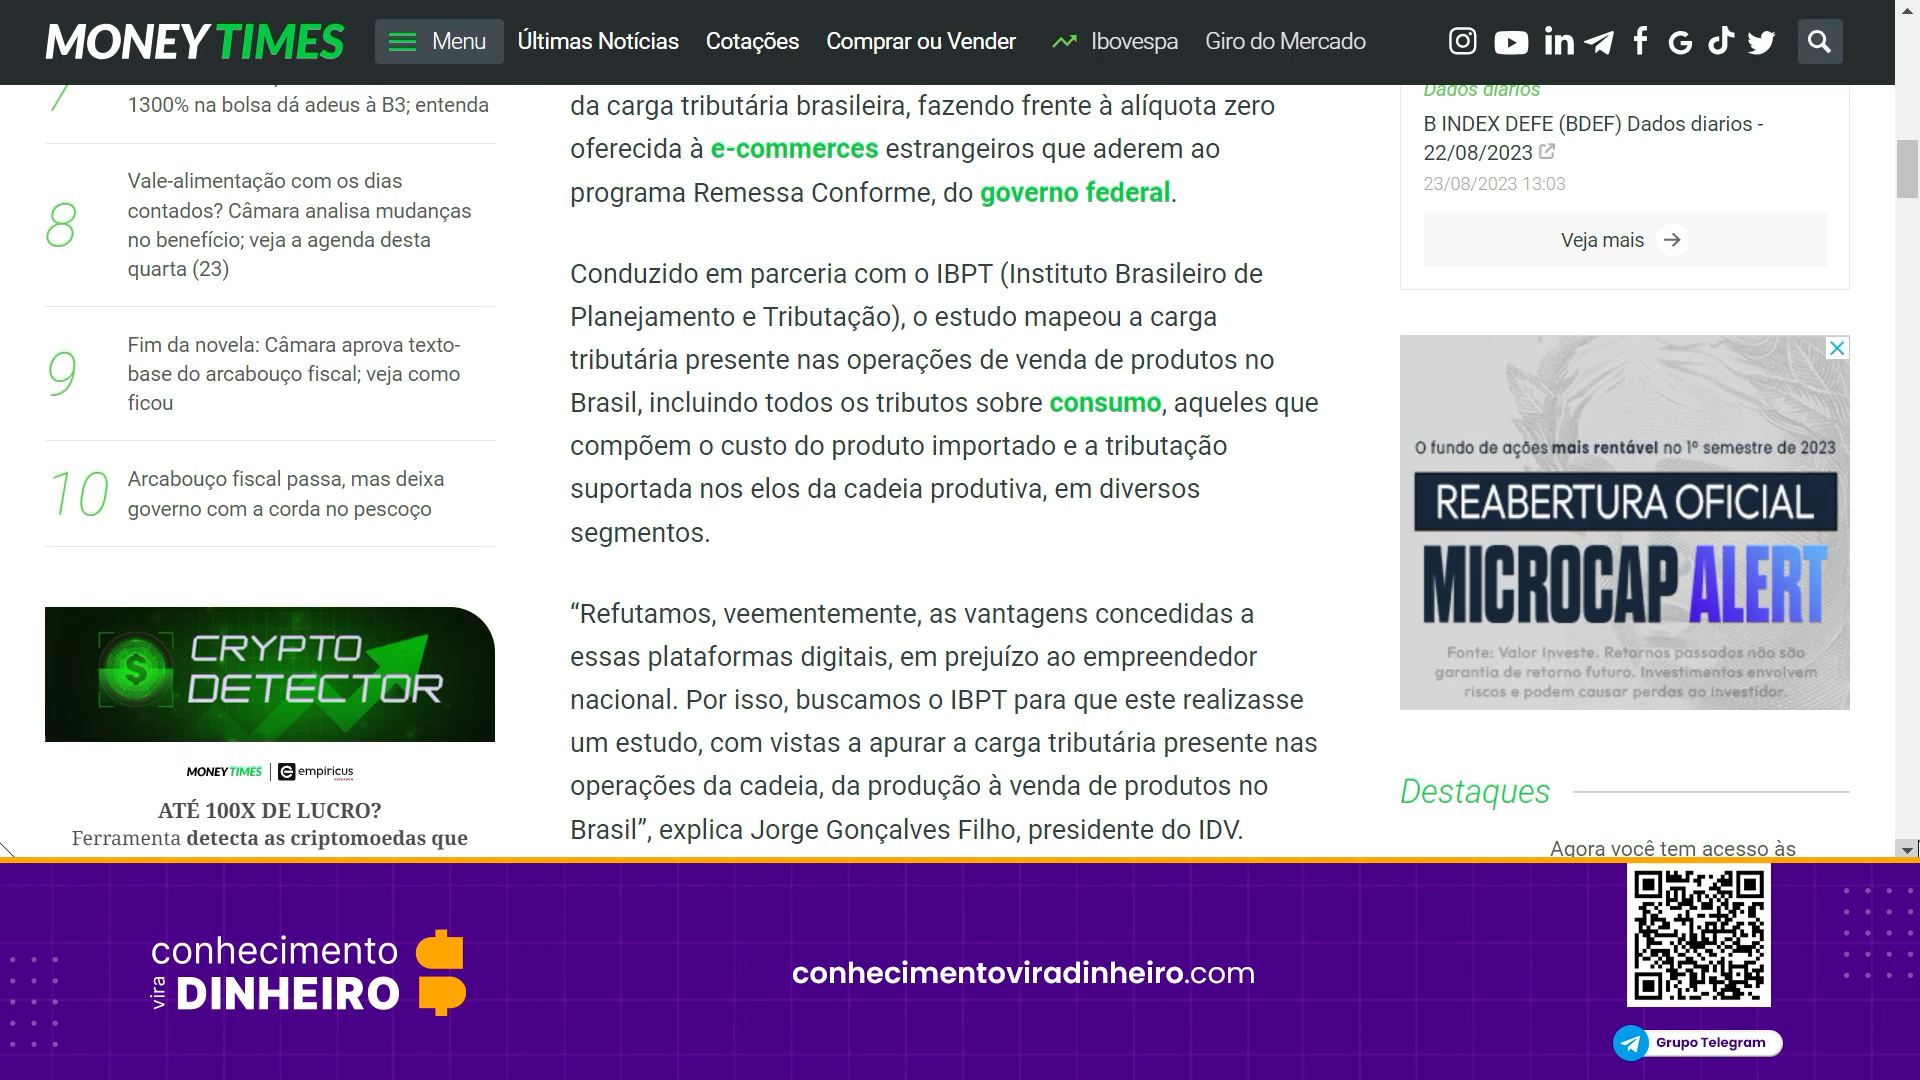 MONEY TIMES
Menu
Últimas Notícias
Cotações
Comprar ou Vender
Ibovespa
Giro do Mercado
7
1300% na bolsa dá adeus à B3; entenda
8
Vale-alimentação com os dias
contados? Câmara analisa mudanças
no benefício; veja a agenda desta
quarta (23)
9
Fim da novela: Câmara aprova texto-
base do arcabouço fiscal; veja como
ficou
10
Arcabouço fiscal passa, mas deixa
governo com a corda no pescoço
CRYPTO
DETECTOR
MONEY TIMES
empiricus
ATÉ 100X DE LUCRO?
Ferramenta detecta as criptomoedas que
da carga tributária brasileira, fazendo frente à alíquota zero
oferecida à e-commerces estrangeiros que aderem ao
programa Remessa Conforme, do governo federal.
Conduzido em parceria com o IBPT (Instituto Brasileiro de
Planejamento e Tributação), o estudo mapeou a carga
tributária presente nas operações de venda de produtos no
Brasil, incluindo todos os tributos sobre consumo, aqueles que
compõem o custo do produto importado e a tributação
suportada nos elos da cadeia produtiva, em diversos
segmentos.
“Refutamos, veementemente, as vantagens concedidas a
essas plataformas digitais, em prejuízo ao empreendedor
nacional. Por isso, buscamos o IBPT para que este realizasse
um estudo, com vistas a apurar a carga tributária presente nas
operações da cadeia, da produção à venda de produtos no
Brasil”, explica Jorge Gonçalves Filho, presidente do IDV.
Dados diários
B INDEX DEFE (BDEF) Dados diarios -
22/08/2023
23/08/2023 13:03
Veja mais
O fundo de ações mais rentável no 1º semestre de 2023
REABERTURA OFICIAL
MICROCAP ALERT
Fonte: Valor Investe. Retornos passados não são
garantia de retorno futuro. Investimentos envolvem
riscos e podem causar perdas ao investidor.
Destaques
Agora você tem acesso às
conhecimento
vira DINHEIRO
conhecimentoviradinheiro.com
Grupo Telegram